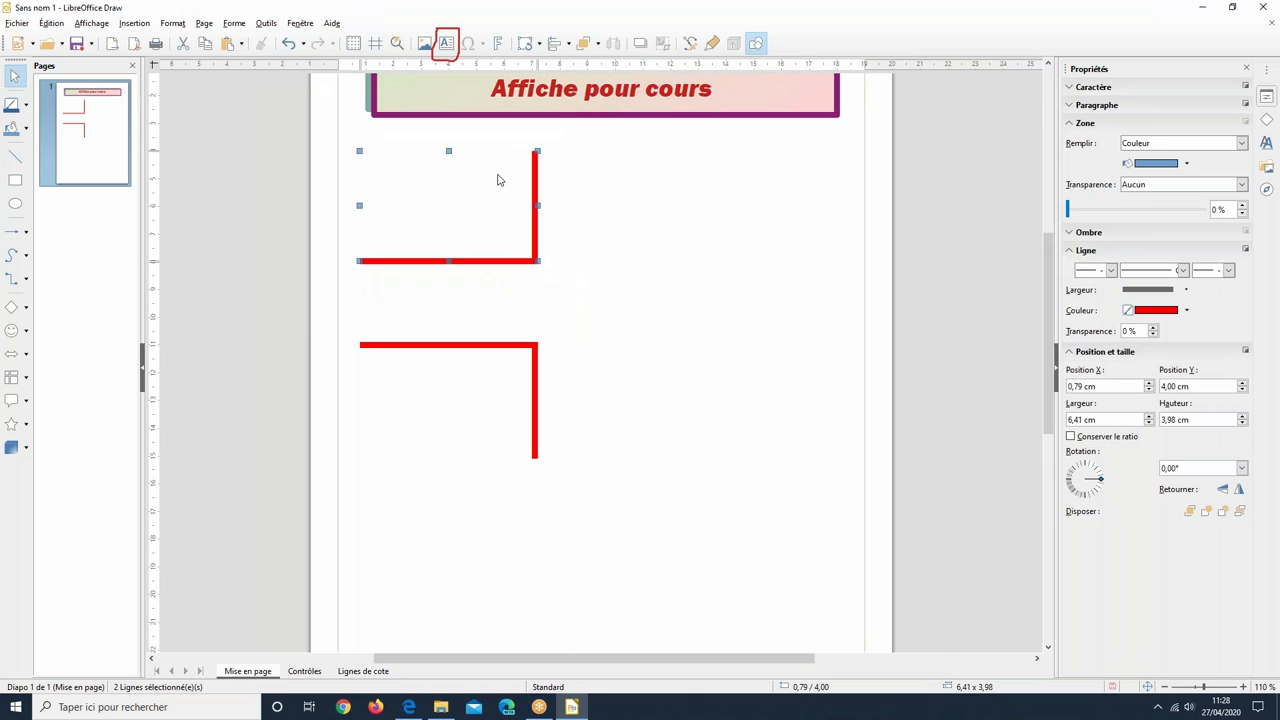 Sans nom 1 - LibreOffice Draw
Fichier Édition Affichage Insertion Format Page Forme Outils Fenêtre Aide
Pages
1
Affiche pour cours
Propriétés
Caractère
Paragraphe
Zone
Remplir : Couleur
Transparence : Aucun
0 %
Ombre
Ligne
Largeur :
Couleur :
Transparence : 0 %
Position et taille
Position X : Position Y :
0,79 cm 4,00 cm
Largeur : Hauteur :
6,41 cm 3,98 cm
Conserver le ratio
Rotation :
0,00°
Retourner :
Disposer :
Mise en page Contrôles Lignes de cote
Diapo 1 de 1 (Mise en page) 2 Lignes sélectionné(e)s) Standard 0,79 / 4,00 6,41 x 3,98 110 %
Taper ici pour rechercher
11:28
27/04/2020